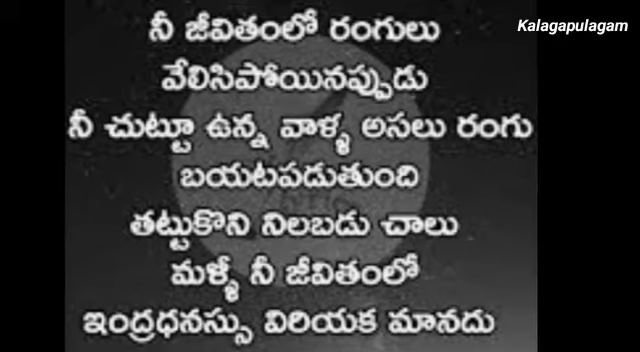 Kalagapulagam
నీ జీవితంలో రంగులు
వేలిసిపోయినప్పుడు
నీ చుట్టూ ఉన్న వాళ్ళ అసలు రంగు
బయటపడుతుంది
తట్టుకొని నిలబడు చాలు
మళ్ళీ నీ జీవితంలో
ఇంద్రధనస్సు విరియక మానదు